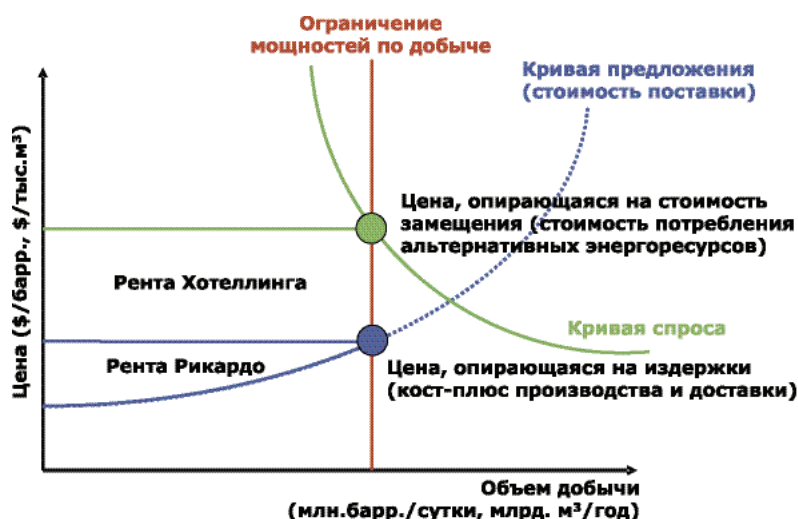 Ограничение
мощностей по добыче
Кривая предложения
(стоимость поставки)
Цена ($/барр., $/тыс.м³)
Цена, опирающаяся на стоимость
замещения (стоимость потребления
альтернативных энергоресурсов)
Рента Хотеллинга
Кривая спроса
Рента Рикардо
Цена, опирающаяся на издержки
(кост-плюс производства и доставки)
Объем добычи
(млн.барр./сутки, млрд. м³/год)